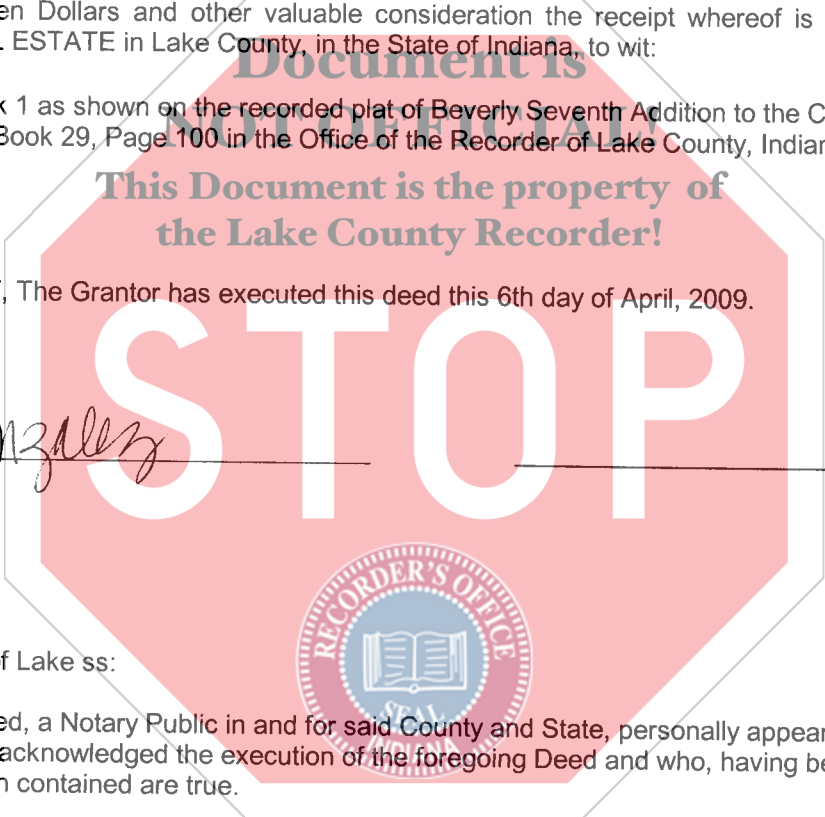 en Dollars and other valuable consideration the receipt whereof is
ESTATE in Lake County, in the State of Indiana, to wit:
Document is
k 1 as shown on the recorded plat of Beverly Seventh Addition to the C
NOT OFFICIAL!
Book 29, Page 100 in the Office of the Recorder of Lake County, Indian
This Document is the property of
the Lake County Recorder!
, The Grantor has executed this deed this 6th day of April, 2009.
STOP
nzalez
RECORDER'S OFFICE
SEAL
INDIANA
f Lake ss:
ed, a Notary Public in and for said County and State, personally appear
acknowledged the execution of the foregoing Deed and who, having be
n contained are true.